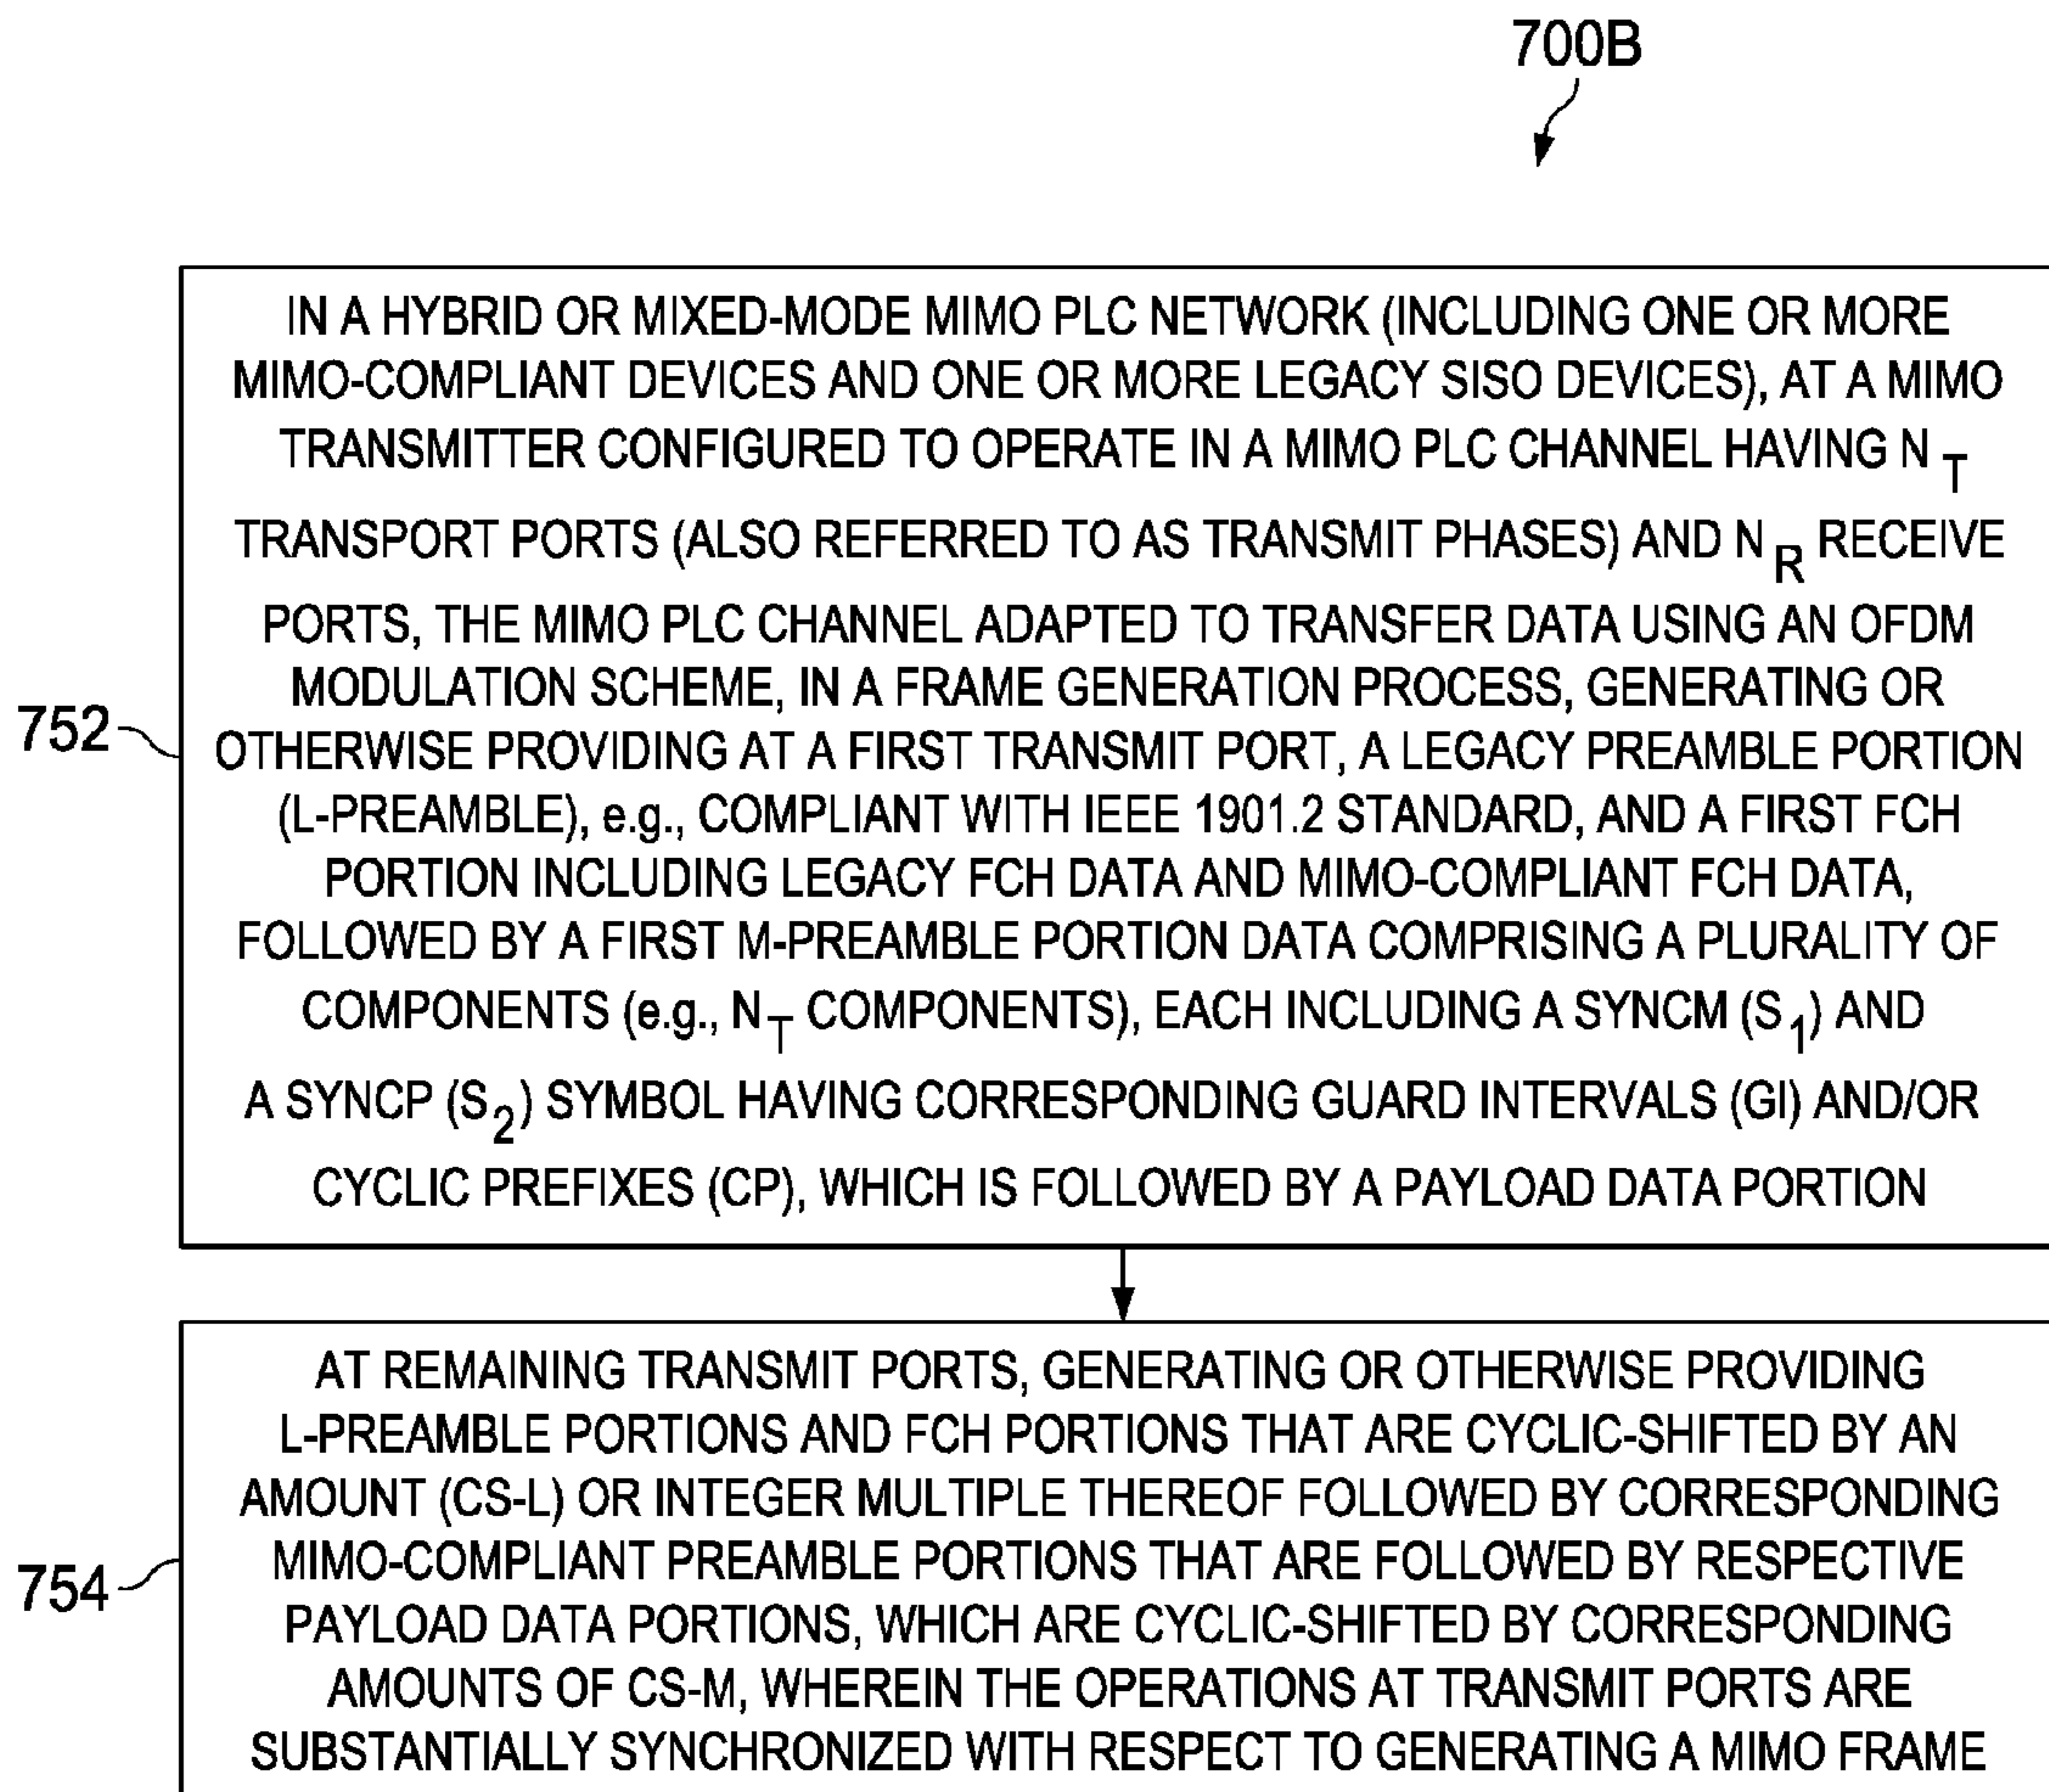 700B
IN A HYBRID OR MIXED-MODE MIMO PLC NETWORK (INCLUDING ONE OR MORE
MIMO-COMPLIANT DEVICES AND ONE OR MORE LEGACY SISO DEVICES), AT A MIMO
TRANSMITTER CONFIGURED TO OPERATE IN A MIMO PLC CHANNEL HAVING N_T
TRANSPORT PORTS (ALSO REFERRED TO AS TRANSMIT PHASES) AND N_R RECEIVE
PORTS, THE MIMO PLC CHANNEL ADAPTED TO TRANSFER DATA USING AN OFDM
MODULATION SCHEME, IN A FRAME GENERATION PROCESS, GENERATING OR
OTHERWISE PROVIDING AT A FIRST TRANSMIT PORT, A LEGACY PREAMBLE PORTION
(L-PREAMBLE), e.g., COMPLIANT WITH IEEE 1901.2 STANDARD, AND A FIRST FCH
PORTION INCLUDING LEGACY FCH DATA AND MIMO-COMPLIANT FCH DATA,
FOLLOWED BY A FIRST M-PREAMBLE PORTION DATA COMPRISING A PLURALITY OF
COMPONENTS (e.g., N_T COMPONENTS), EACH INCLUDING A SYNCM (S_1) AND
A SYNCP (S_2) SYMBOL HAVING CORRESPONDING GUARD INTERVALS (GI) AND/OR
CYCLIC PREFIXES (CP), WHICH IS FOLLOWED BY A PAYLOAD DATA PORTION
752
AT REMAINING TRANSMIT PORTS, GENERATING OR OTHERWISE PROVIDING
L-PREAMBLE PORTIONS AND FCH PORTIONS THAT ARE CYCLIC-SHIFTED BY AN
AMOUNT (CS-L) OR INTEGER MULTIPLE THEREOF FOLLOWED BY CORRESPONDING
MIMO-COMPLIANT PREAMBLE PORTIONS THAT ARE FOLLOWED BY RESPECTIVE
PAYLOAD DATA PORTIONS, WHICH ARE CYCLIC-SHIFTED BY CORRESPONDING
AMOUNTS OF CS-M, WHEREIN THE OPERATIONS AT TRANSMIT PORTS ARE
SUBSTANTIALLY SYNCHRONIZED WITH RESPECT TO GENERATING A MIMO FRAME
754